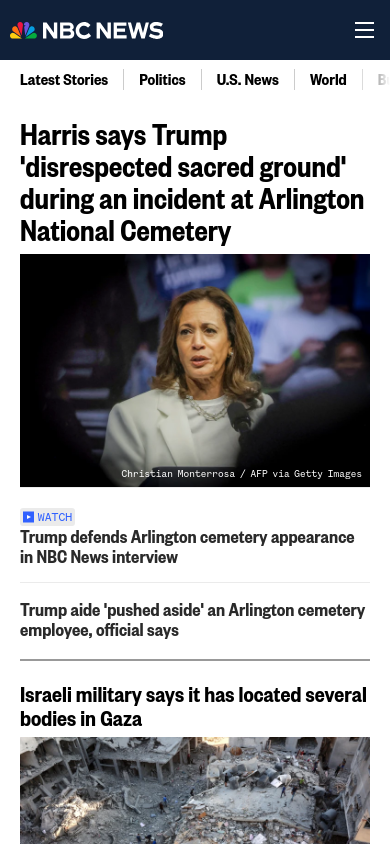 NBC NEWS
Latest Stories
Politics
U.S. News
World
Harris says Trump
'disrespected sacred ground'
during an incident at Arlington
National Cemetery
Christian Monterrosa / AFP via Getty Images
WATCH
Trump defends Arlington cemetery appearance
in NBC News interview
Trump aide 'pushed aside' an Arlington cemetery
employee, official says
Israeli military says it has located several
bodies in Gaza